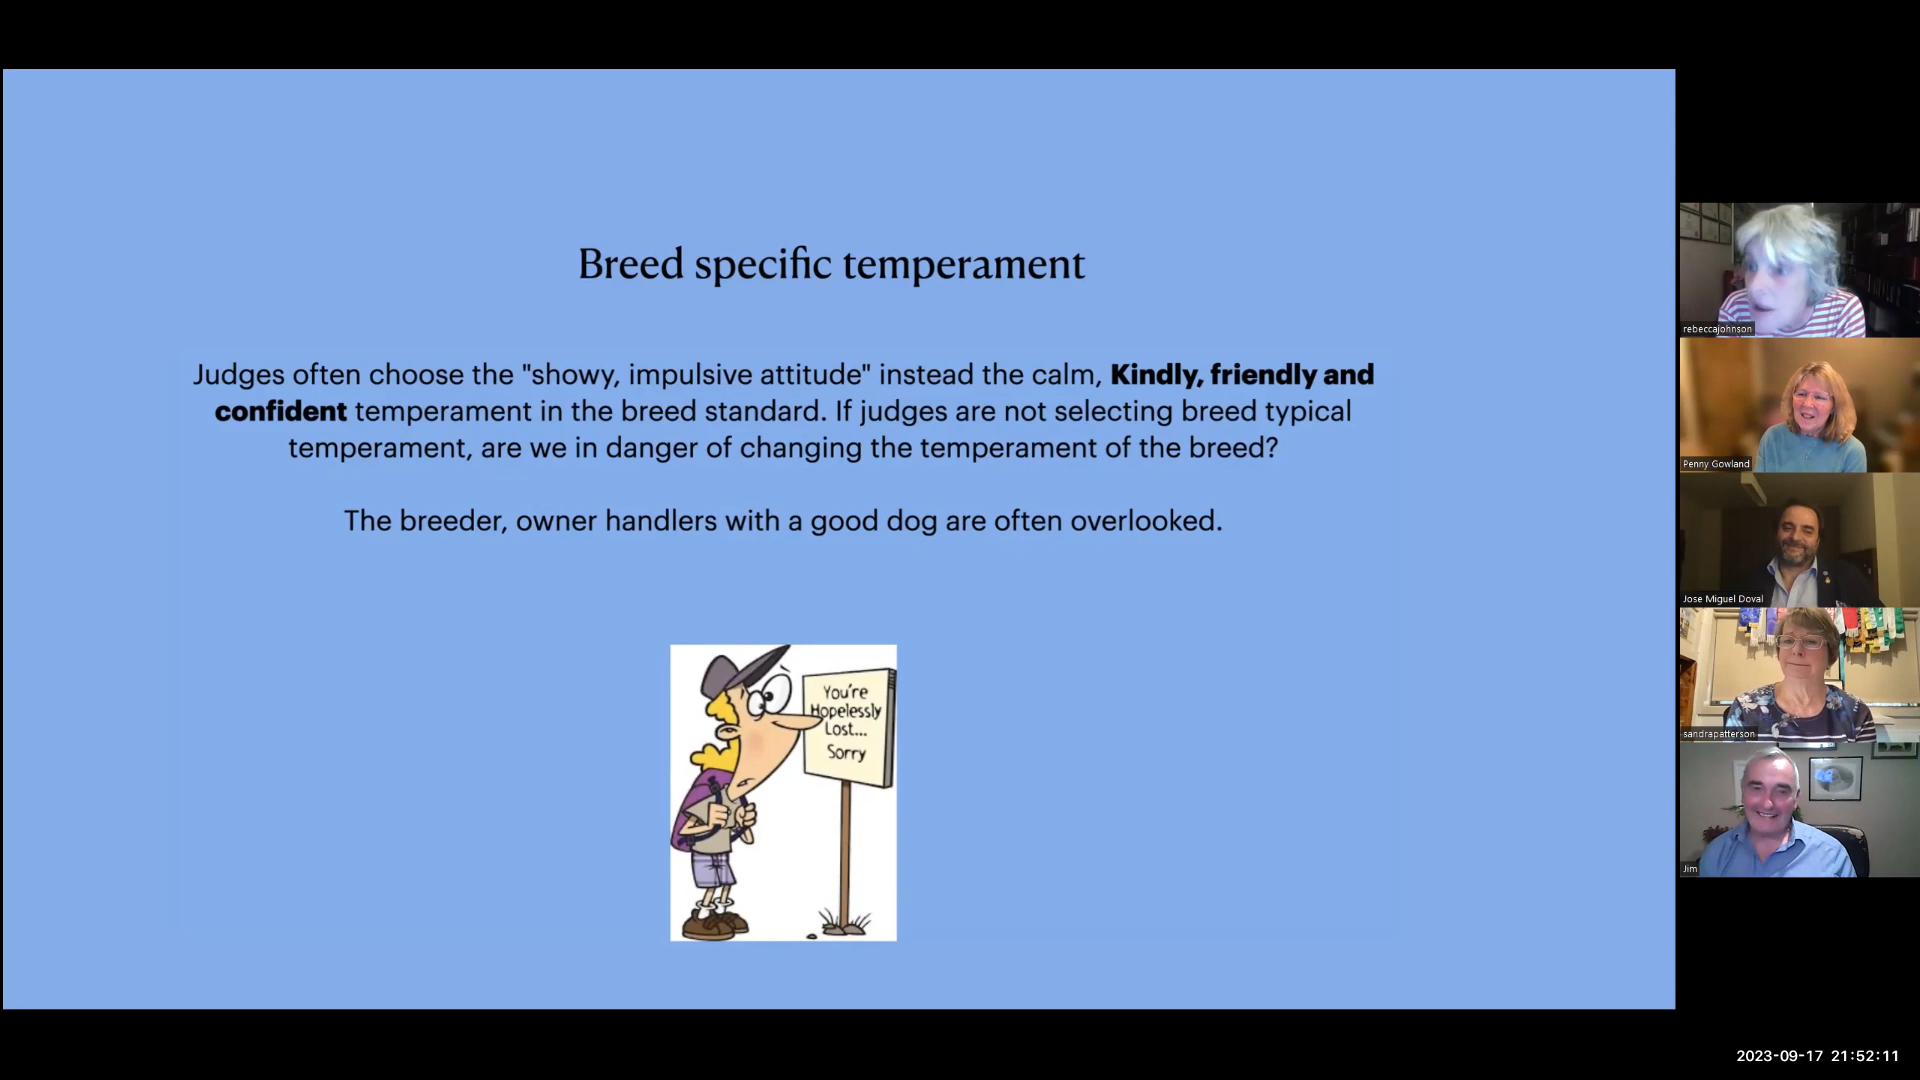 Breed specific temperament
Judges often choose the "showy, impulsive attitude" instead the calm, Kindly, friendly and
confident temperament in the breed standard. If judges are not selecting breed typical
temperament, are we in danger of changing the temperament of the breed?
The breeder, owner handlers with a good dog are often overlooked.
You're
Hopelessly
Lost...
Sorry
rebeccajohnson
Penny Gowland
Jose Miguel Doval
sandrapatterson
Jim
2023-09-17 21:52:11